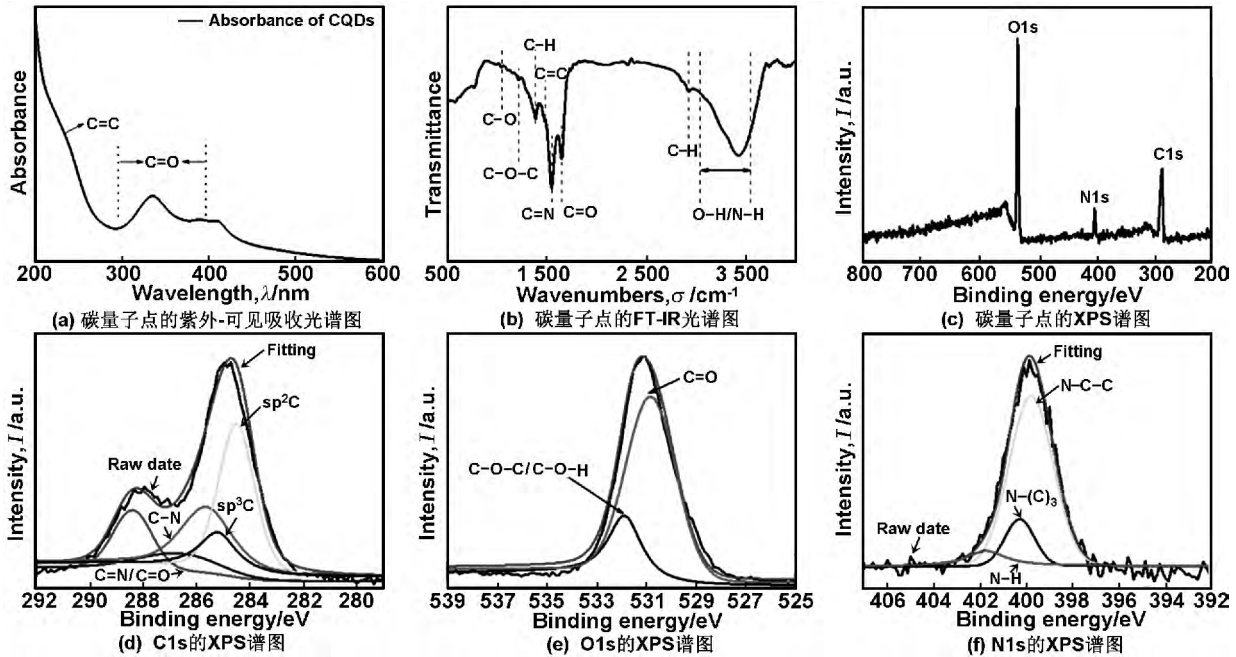 Absorbance of CQDs
C=C
C=O
Absorbance
200 300 400 500 600
Wavelength,λ/nm
(a) 碳量子点的紫外-可见吸收光谱图
C-H
C=C
C-O
C-O-C
C=N
C=O
C-H
O-H/N-H
Transmittance
500 1 500 2 500 3 500
Wavenumbers,σ /cm-1
(b) 碳量子点的FT-IR光谱图
O1s
C1s
N1s
Intensity, I /a.u.
800 700 600 500 400 300 200
Binding energy/eV
(c) 碳量子点的XPS谱图
Fitting
sp2C
Raw date
C-N
sp3C
C=N/C=O
Intensity, I /a.u.
292 290 288 286 284 282 280
Binding energy/eV
(d) C1s的XPS谱图
C=O
C-O-C/C-O-H
Intensity, I /a.u.
539 537 535 533 531 529 527 525
Binding energy/eV
(e) O1s的XPS谱图
Fitting
N-C-C
N-(C)3
Raw date
N-H
Intensity, I /a.u.
406 404 402 400 398 396 394 392
Binding energy/eV
(f) N1s的XPS谱图